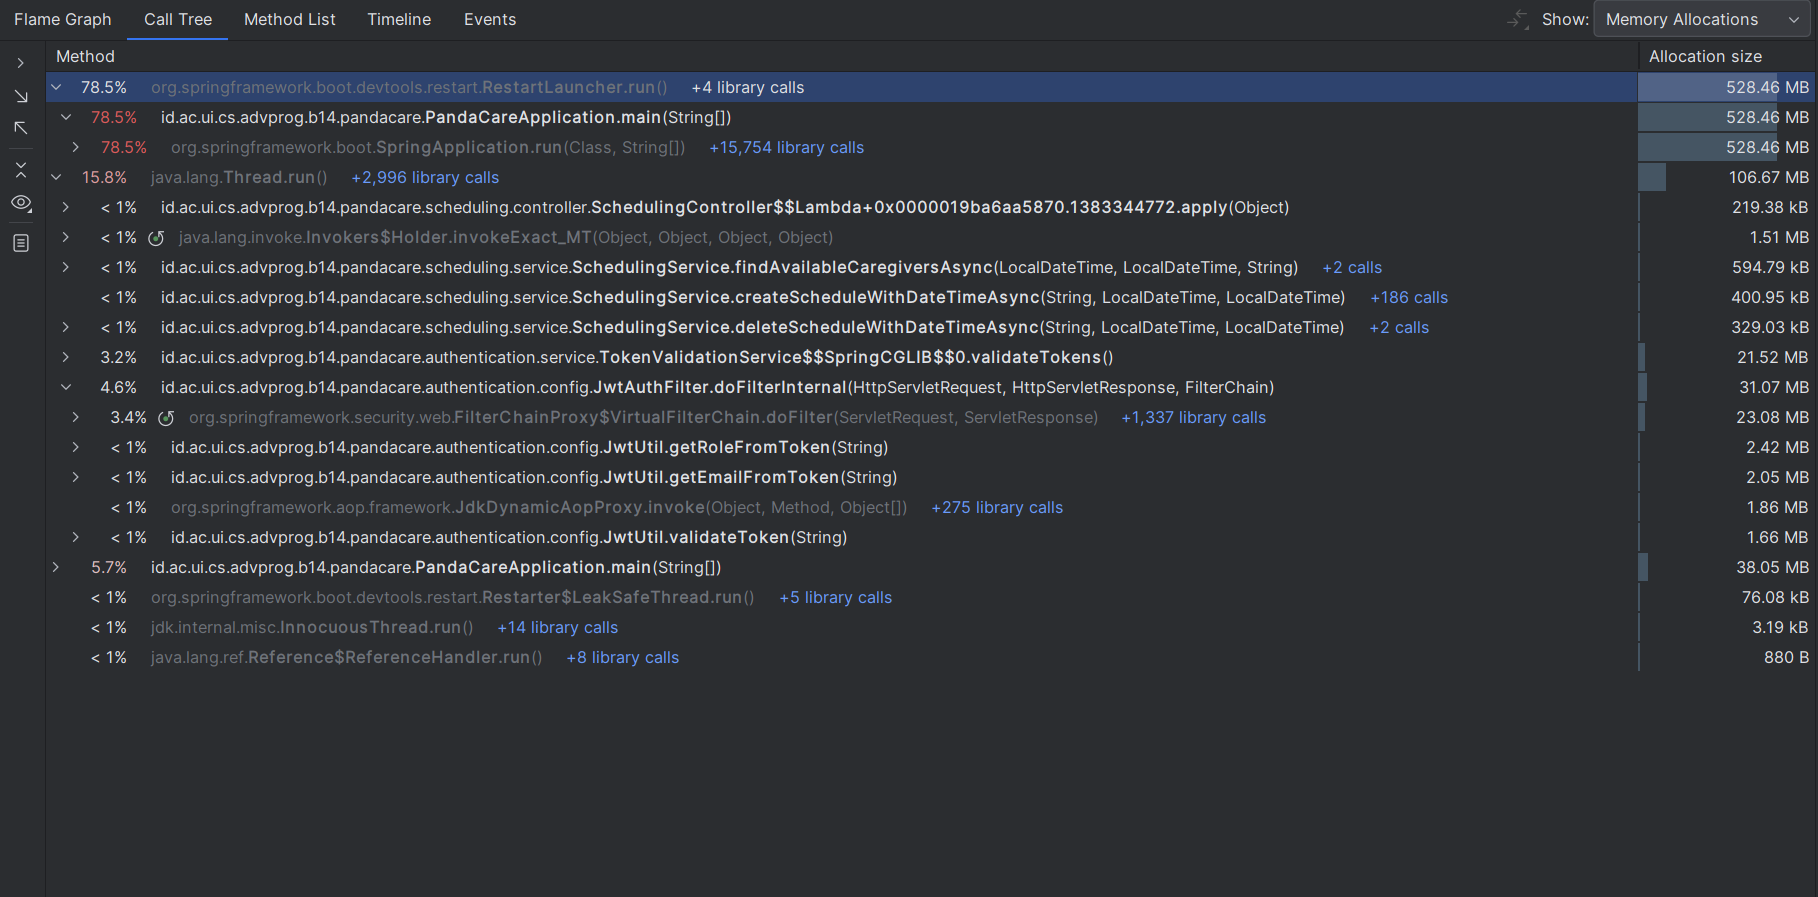 Flame Graph Call Tree Method List Timeline Events Show: Memory Allocations
Method Allocation size
78.5% org.springframework.boot.devtools.restart.RestartLauncher.run() +4 library calls 528.46 MB
78.5% id.ac.ui.cs.advprog.b14.pandacare.PandaCareApplication.main(String[]) 528.46 MB
78.5% org.springframework.boot.SpringApplication.run(Class, String[]) +15,754 library calls 528.46 MB
15.8% java.lang.Thread.run() +2,996 library calls 106.67 MB
< 1% id.ac.ui.cs.advprog.b14.pandacare.scheduling.controller.SchedulingController$$Lambda+0x0000019ba6aa5870.1383344772.apply(Object) 219.38 kB
< 1% java.lang.invoke.Invokers$Holder.invokeExact_MT(Object, Object, Object, Object) 1.51 MB
< 1% id.ac.ui.cs.advprog.b14.pandacare.scheduling.service.SchedulingService.findAvailableCaregiversAsync(LocalDateTime, LocalDateTime, String) +2 calls 594.79 kB
< 1% id.ac.ui.cs.advprog.b14.pandacare.scheduling.service.SchedulingService.createScheduleWithDateTimeAsync(String, LocalDateTime, LocalDateTime) +186 calls 400.95 kB
< 1% id.ac.ui.cs.advprog.b14.pandacare.scheduling.service.SchedulingService.deleteScheduleWithDateTimeAsync(String, LocalDateTime, LocalDateTime) +2 calls 329.03 kB
3.2% id.ac.ui.cs.advprog.b14.pandacare.authentication.service.TokenValidationService$$SpringCGLIB$$0.validateTokens() 21.52 MB
4.6% id.ac.ui.cs.advprog.b14.pandacare.authentication.config.JwtAuthFilter.doFilterInternal(HttpServletRequest, HttpServletResponse, FilterChain) 31.07 MB
3.4% org.springframework.security.web.FilterChainProxy$VirtualFilterChain.doFilter(ServletRequest, ServletResponse) +1,337 library calls 23.08 MB
< 1% id.ac.ui.cs.advprog.b14.pandacare.authentication.config.JwtUtil.getRoleFromToken(String) 2.42 MB
< 1% id.ac.ui.cs.advprog.b14.pandacare.authentication.config.JwtUtil.getEmailFromToken(String) 2.05 MB
< 1% org.springframework.aop.framework.JdkDynamicAopProxy.invoke(Object, Method, Object[]) +275 library calls 1.86 MB
< 1% id.ac.ui.cs.advprog.b14.pandacare.authentication.config.JwtUtil.validateToken(String) 1.66 MB
5.7% id.ac.ui.cs.advprog.b14.pandacare.PandaCareApplication.main(String[]) 38.05 MB
< 1% org.springframework.boot.devtools.restart.Restarter$LeakSafeThread.run() +5 library calls 76.08 kB
< 1% jdk.internal.misc.InnocuousThread.run() +14 library calls 3.19 kB
< 1% java.lang.ref.Reference$ReferenceHandler.run() +8 library calls 880 B